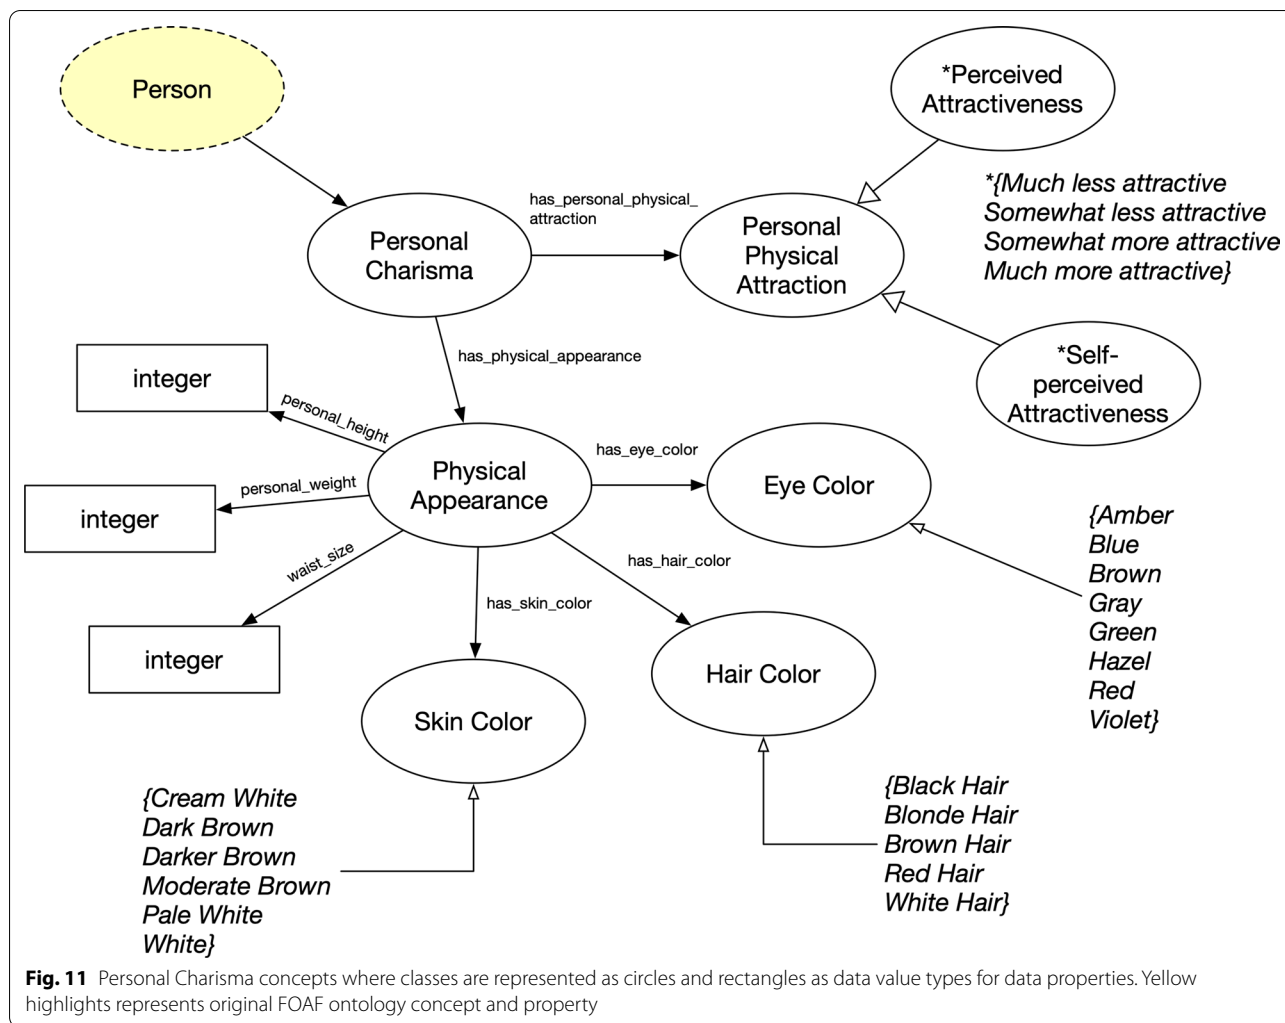 Person
*Perceived
Attractiveness
*{Much less attractive
Somewhat less attractive
Somewhat more attractive
Much more attractive}
has_personal_physical_
attraction
Personal
Charisma
Personal
Physical
Attraction
has_physical_appearance
*Self-
perceived
Attractiveness
integer
personal_height
Physical
Appearance
has_eye_color
Eye Color
integer
personal_weight
{Amber
Blue
Brown
Gray
Green
Hazel
Red
Violet}
waist_size
has_hair_color
has_skin_color
integer
Hair Color
Skin Color
{Cream White
Dark Brown
Darker Brown
Moderate Brown
Pale White
White}
{Black Hair
Blonde Hair
Brown Hair
Red Hair
White Hair}
Fig. 11 Personal Charisma concepts where classes are represented as circles and rectangles as data value types for data properties. Yellow
highlights represents original FOAF ontology concept and property